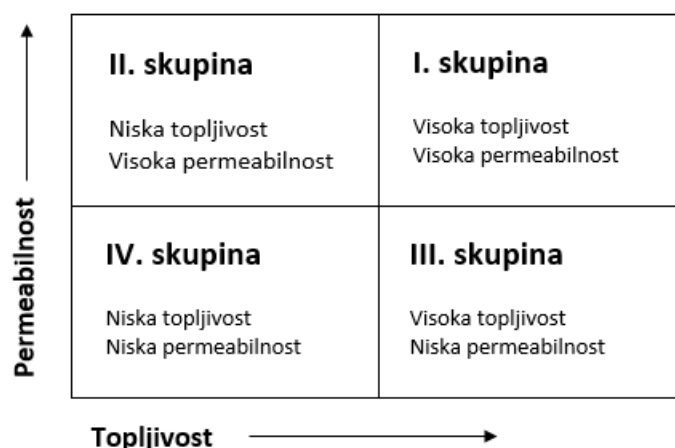 II. skupina
Niska topljivost
Visoka permeabilnost
I. skupina
Visoka topljivost
Visoka permeabilnost
IV. skupina
Niska topljivost
Niska permeabilnost
III. skupina
Visoka topljivost
Niska permeabilnost
Permeabilnost
Topljivost